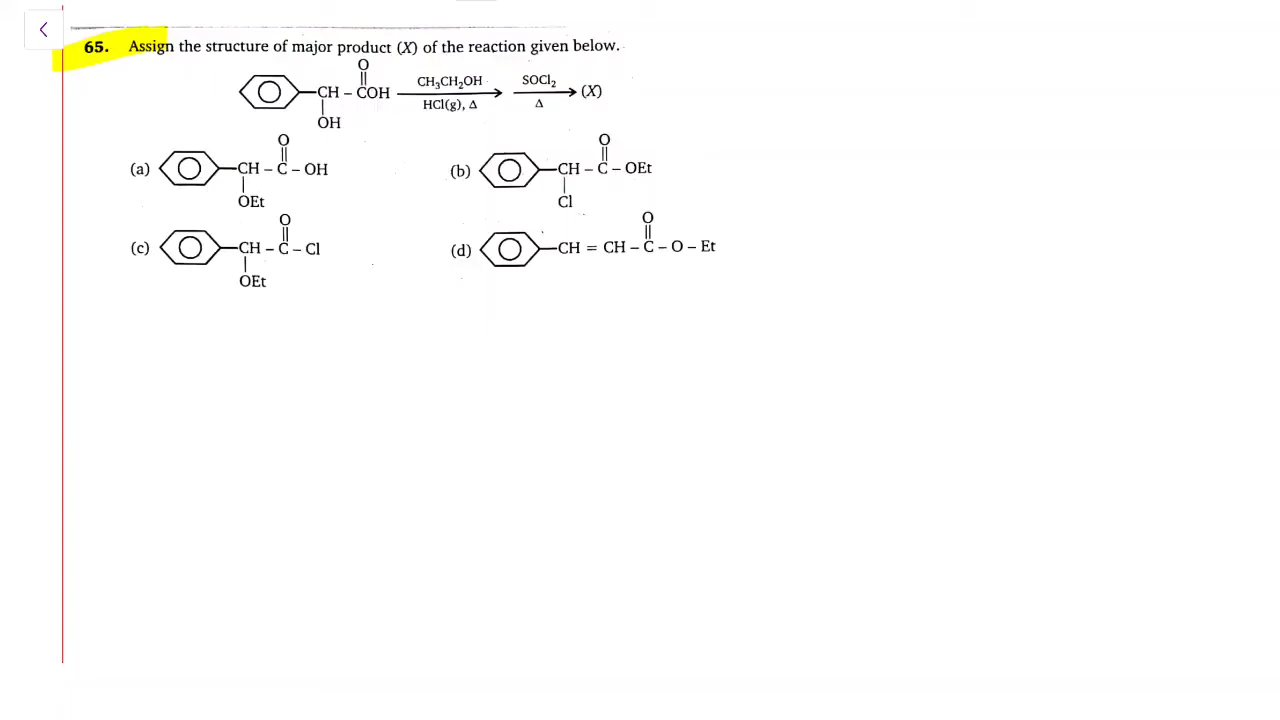 65. Assign the structure of major product (X) of the reaction given below.
O
CH – COH CH₃CH₂OH HCl(g), Δ SOCl₂ Δ (X)
OH
(a) CH – C – OH
O
OEt
(b) CH – C – OEt
O
Cl
(c) CH – C – Cl
O
OEt
(d) CH = CH – C – O – Et
O